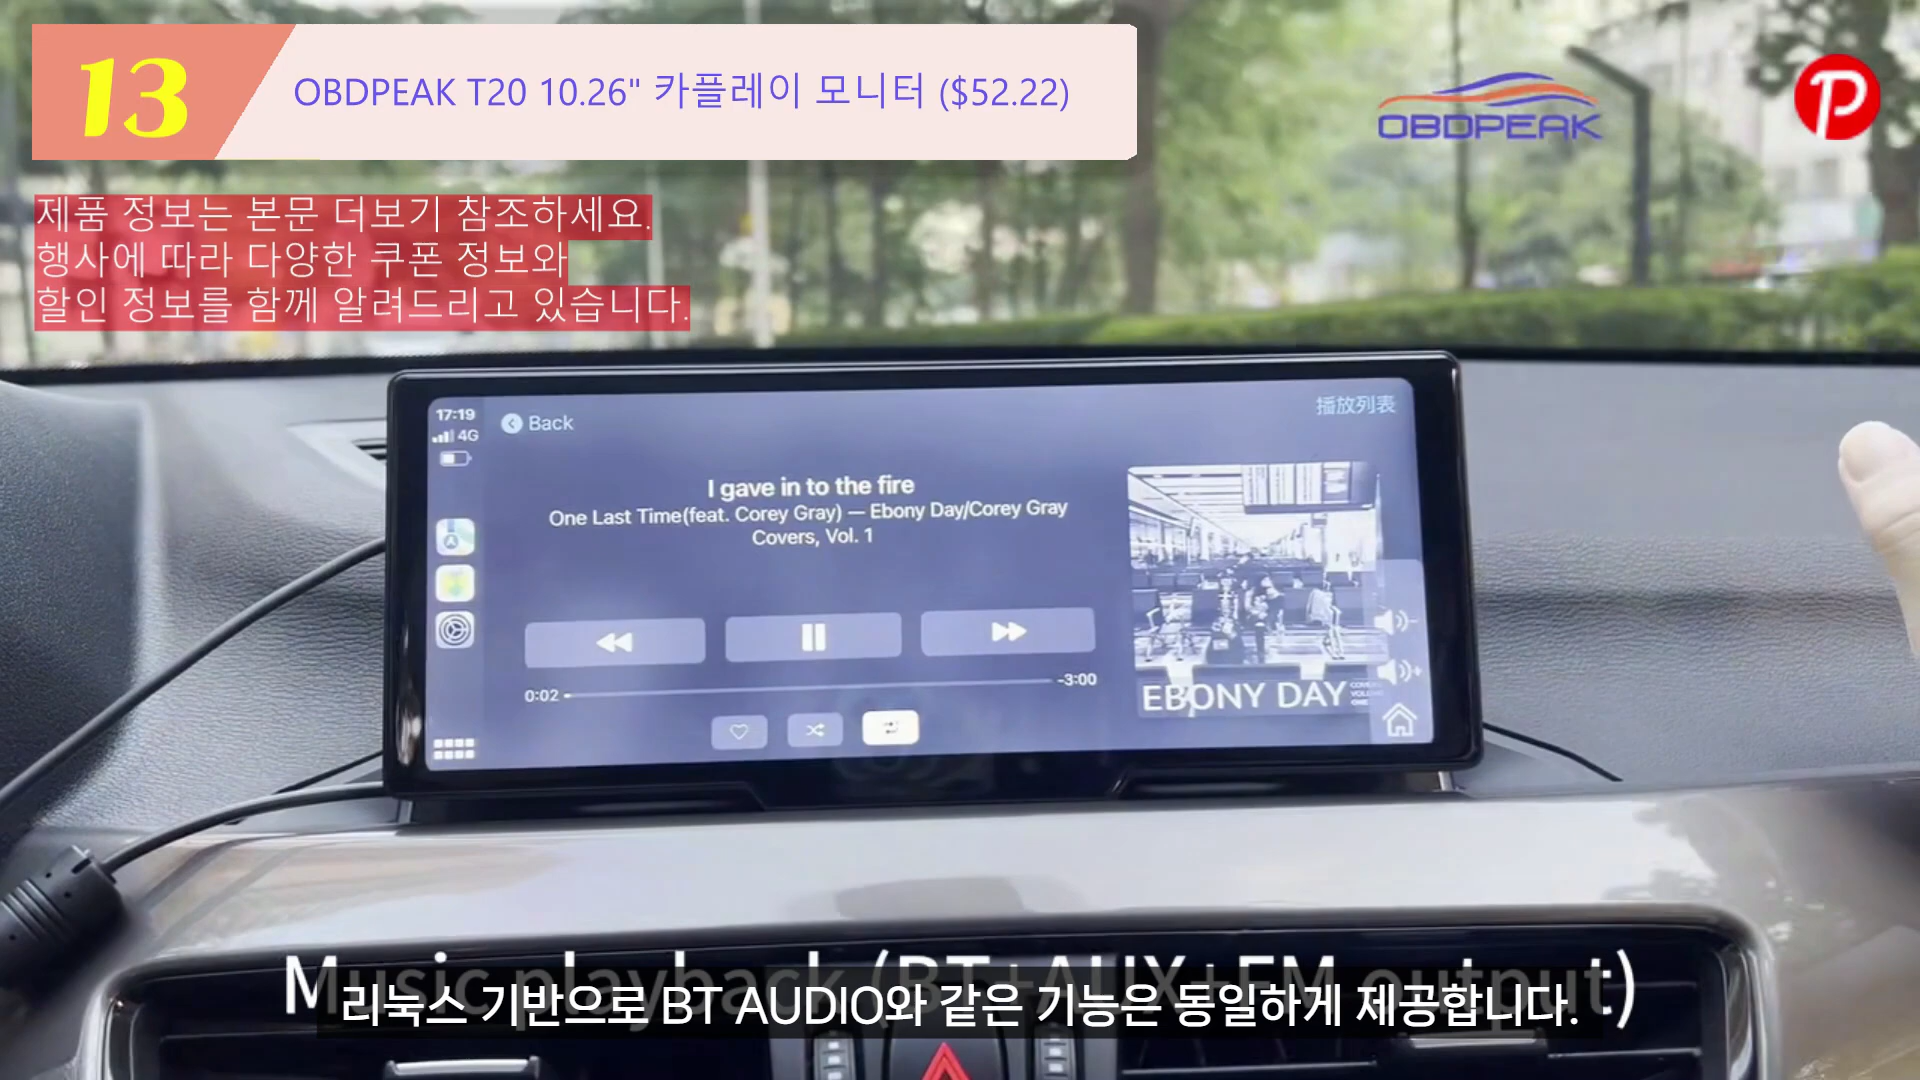 13
OBDPEAK T20 10.26" 카플레이 모니터 ($52.22)
OBDPEAK
제품 정보는 본문 더보기 참조하세요.
행사에 따라 다양한 쿠폰 정보와
할인 정보를 함께 알려드리고 있습니다.
17:19
4G
Back
播放列表
I gave in to the fire
One Last Time(feat. Corey Gray) — Ebony Day/Corey Gray
Covers, Vol. 1
0:02
-3:00
EBONY DAY
Music playback (BT+AUX+FM output)
리눅스 기반으로 BT AUDIO와 같은 기능은 동일하게 제공합니다.